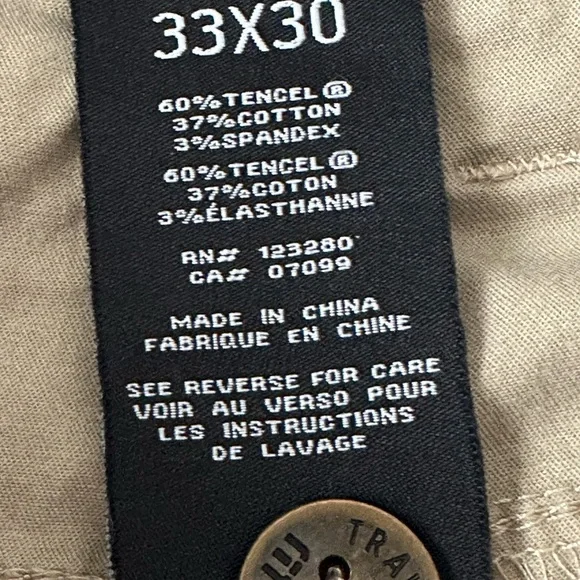 33X30
60%TENCEL®
37%COTTON
3%SPANDEX
60%TENCEL®
37%COTON
3%ÉLASTHANNE
RN# 123280
CA# 07099
MADE IN CHINA
FABRIQUE EN CHINE
SEE REVERSE FOR CARE
VOIR AU VERSO POUR
LES INSTRUCTIONS
DE LAVAGE